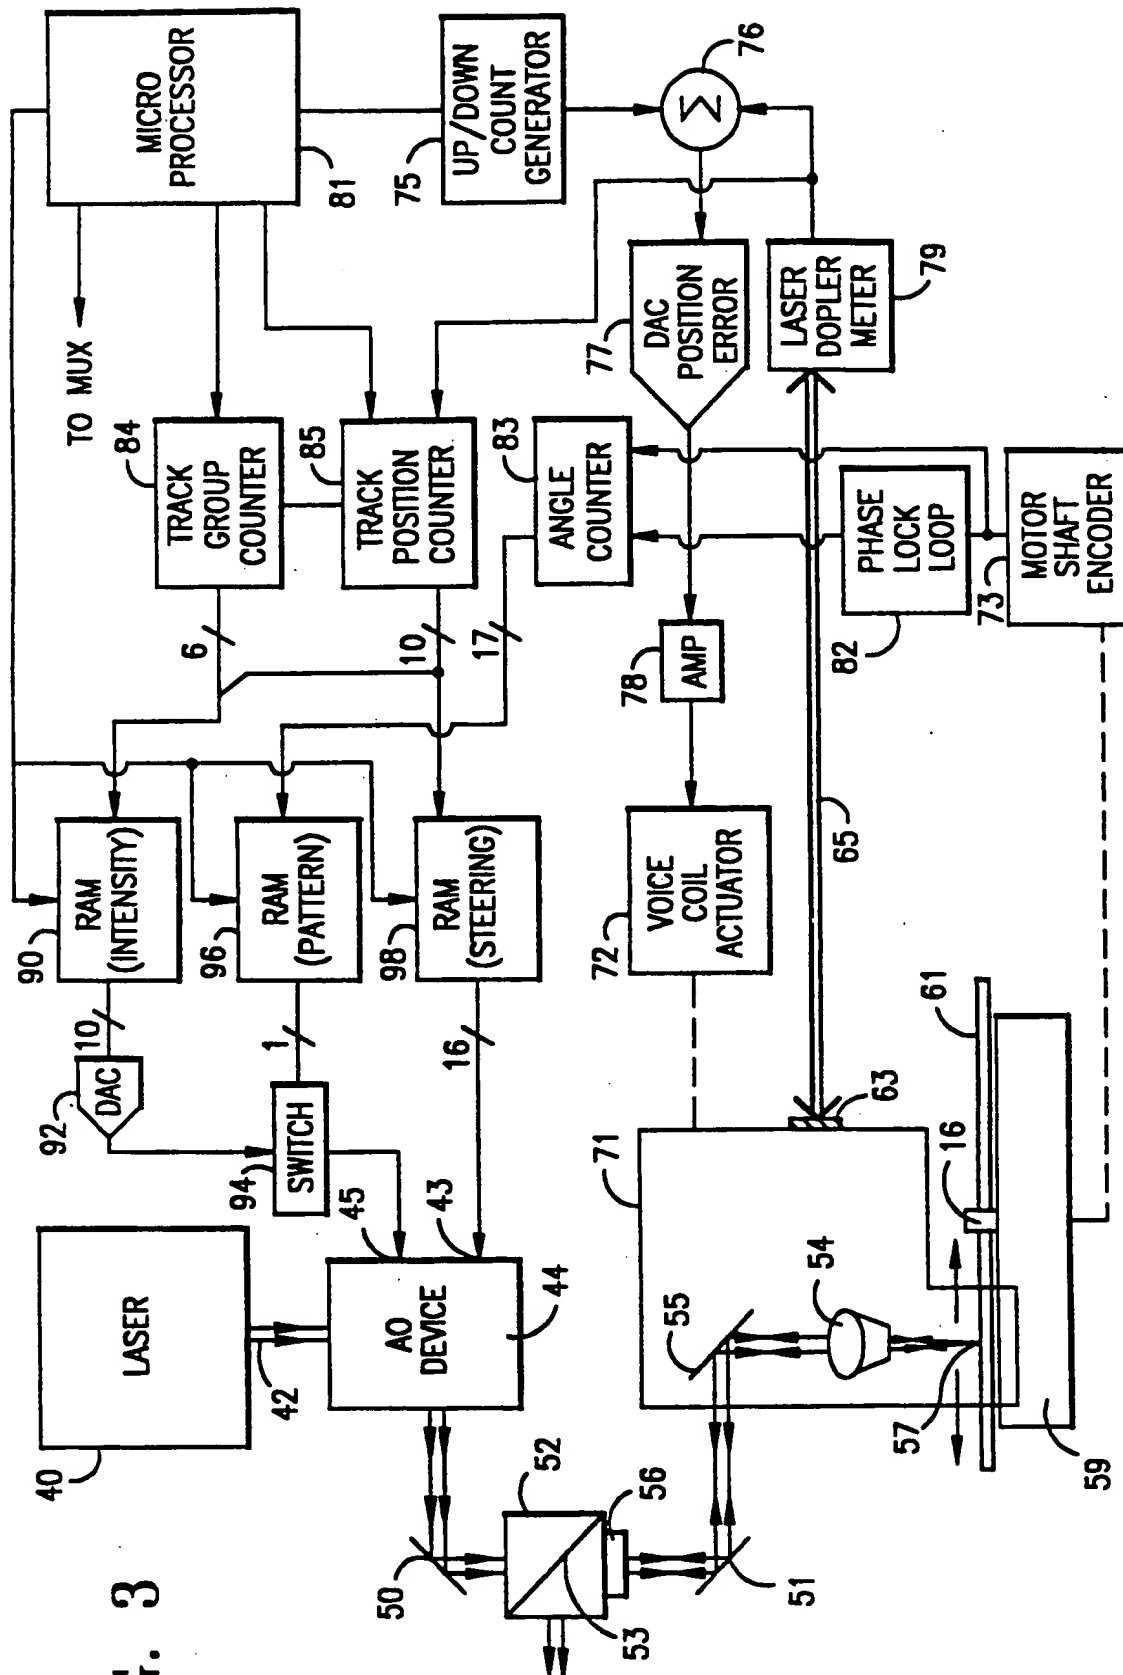 MICRO
PROCESSOR
81
UP/DOWN
COUNT
GENERATOR
75
Σ
76
TO MUX
TRACK
GROUP
COUNTER
84
TRACK
POSITION
COUNTER
85
ANGLE
COUNTER
83
DAC
POSITION
ERROR
77
LASER
DOPLER
METER
79
PHASE
LOCK
LOOP
82
MOTOR
SHAFT
ENCODER
73
6
10
17
AMP
78
RAM
(INTENSITY)
90
RAM
(PATTERN)
96
RAM
(STEERING)
98
VOICE
COIL
ACTUATOR
72
65
10
1
16
DAC
92
SWITCH
94
63
61
16
71
LASER
40
42
AO
DEVICE
45
43
44
55
54
57
59
50
52
53
56
51
3